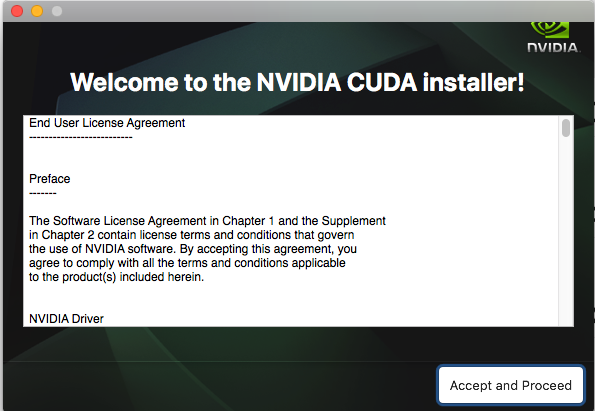 NVIDIA.
Welcome to the NVIDIA CUDA installer!
End User License Agreement
--------------------------
Preface
-------
The Software License Agreement in Chapter 1 and the Supplement
in Chapter 2 contain license terms and conditions that govern
the use of NVIDIA software. By accepting this agreement, you
agree to comply with all the terms and conditions applicable
to the product(s) included herein.
NVIDIA Driver
Accept and Proceed